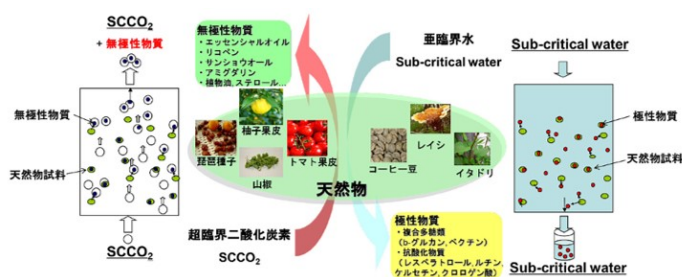 SCCO₂
+ 無極性物質
無極性物質
天然物試料
SCCO₂
無極性物質
・エッセンシャルオイル
・リコペン
・サンショウオール
・アミグダリン
・植物油,ステロール…
亜臨界水
Sub-critical water
柚子果皮
琵琶種子
トマト果皮
山椒
レイシ
コーヒー豆
イタドリ
天然物
超臨界二酸化炭素
SCCO₂
極性物質
・複合多糖類
(b-グルカン,ペクチン)
・抗酸化物質
(レスベラトロール,ルチン,
ケルセチン,クロロゲン酸)
Sub-critical water
極性物質
天然物試料
Sub-critical water